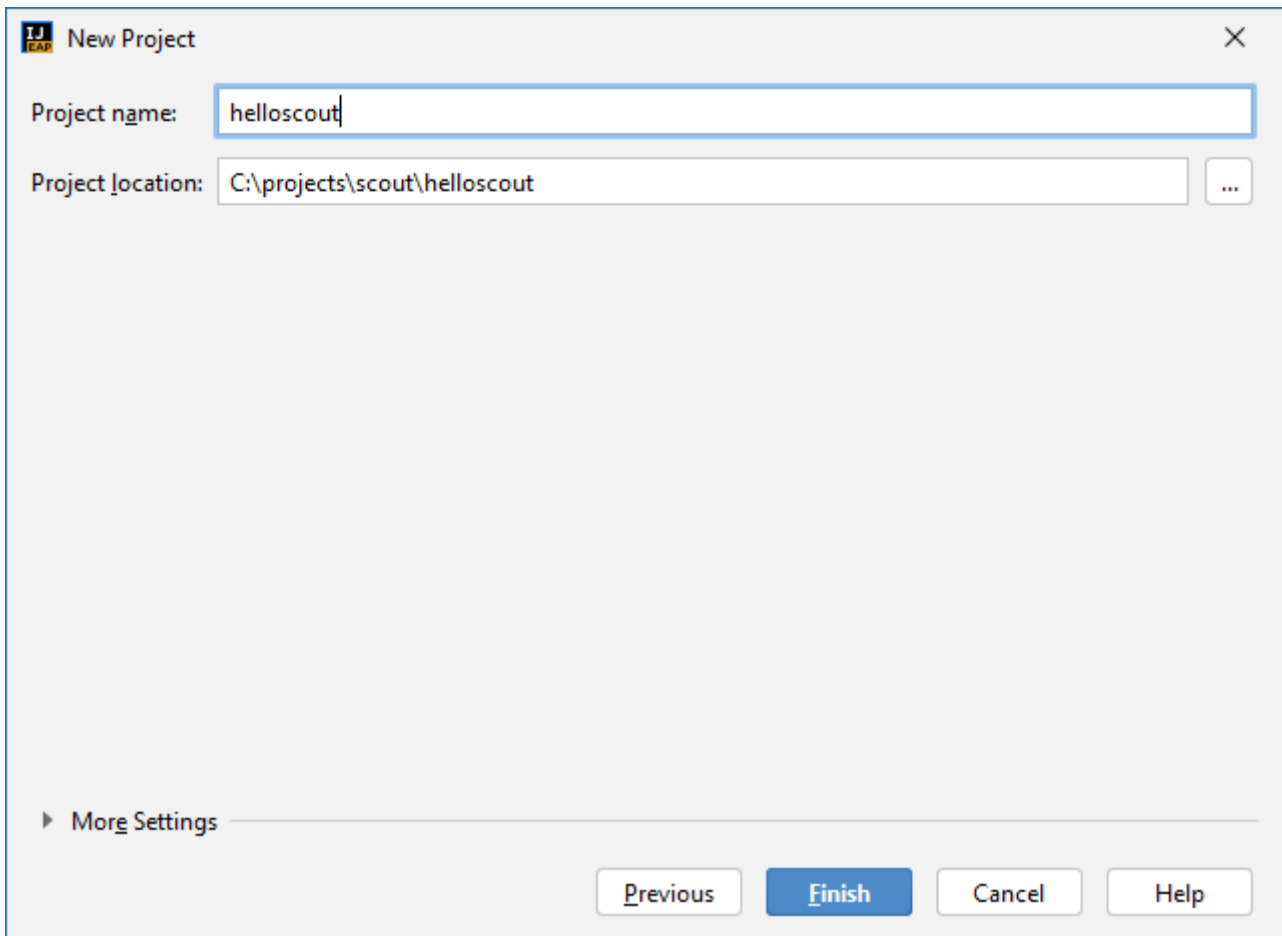 IJ
EAP
New Project
Project name: helloscout
Project location: C:\projects\scout\helloscout ...
More Settings
Previous Finish Cancel Help